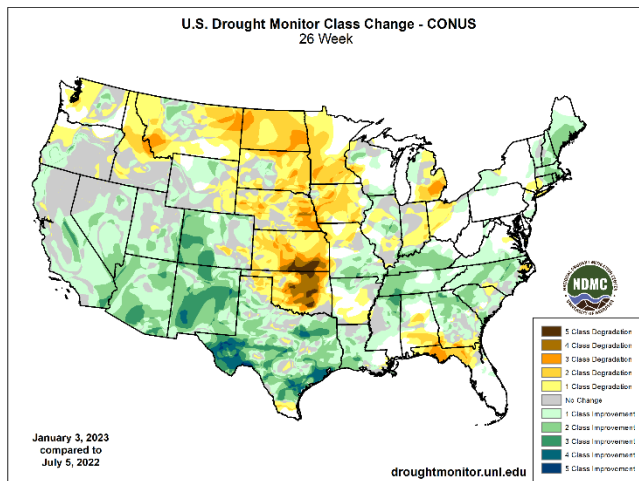 U.S. Drought Monitor Class Change - CONUS
26 Week
NDMC
5 Class Degradation
4 Class Degradation
3 Class Degradation
2 Class Degradation
1 Class Degradation
No Change
1 Class Improvement
2 Class Improvement
3 Class Improvement
4 Class Improvement
5 Class Improvement
January 3, 2023
compared to
July 5, 2022
droughtmonitor.unl.edu